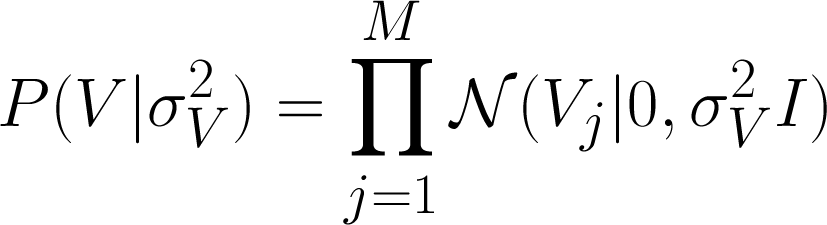 P(V|σ_V^2) = ∏_{j=1}^{M} 𝒩(V_j|0, σ_V^2 I)